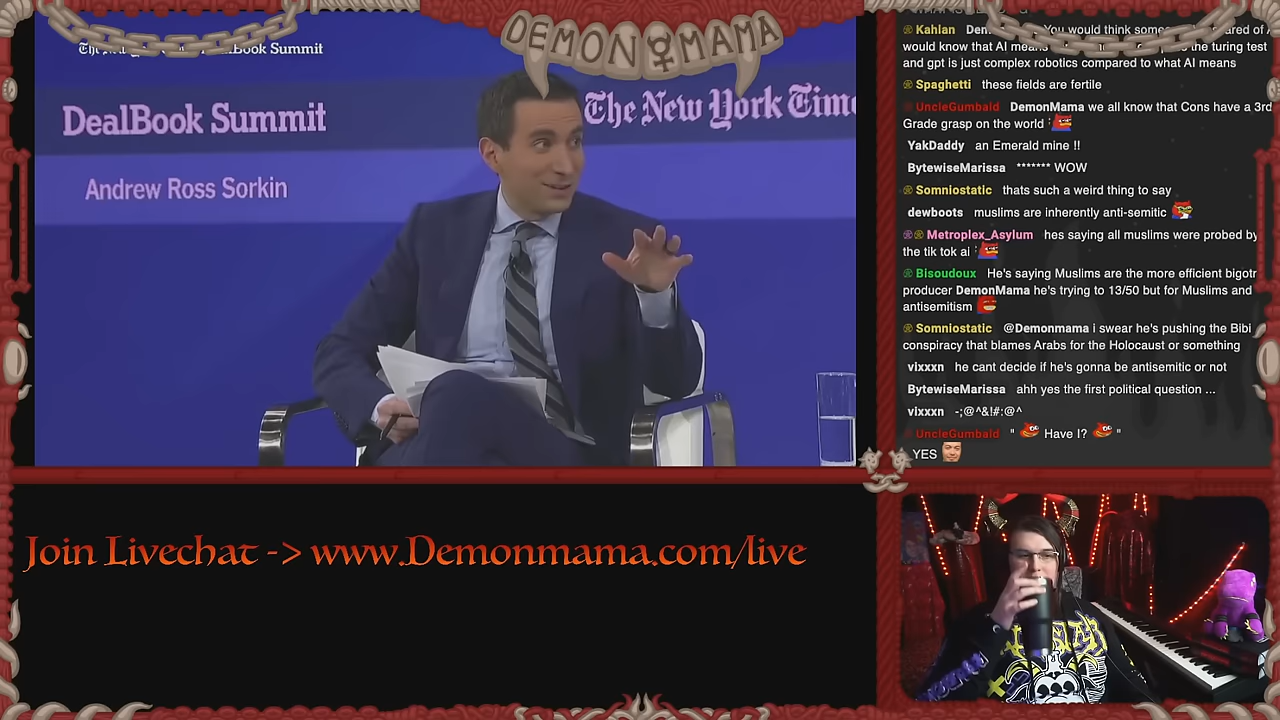 DEMON MAMA
DealBook Summit
DealBook Summit
The New York Time
Andrew Ross Sorkin
Kahlan You would think
would know that AI means the turing test
and gpt is just complex robotics compared to what AI means
Spaghetti these fields are fertile
UncleGumbald DemonMama we all know that Cons have a 3rd
Grade grasp on the world
YakDaddy an Emerald mine !!
BytewiseMarissa ******* WOW
Somniostatic thats such a weird thing to say
dewboots muslims are inherently anti-semitic
Metroplex_Asylum hes saying all muslims were probed by
the tik tok ai
Bisoudoux He's saying Muslims are the more efficient bigotr
producer DemonMama he's trying to 13/50 but for Muslims and
antisemitism
Somniostatic @Demonmama i swear he's pushing the Bibi
conspiracy that blames Arabs for the Holocaust or something
vixxxn he cant decide if he's gonna be antisemitic or not
BytewiseMarissa ahh yes the first political question ...
vixxxn -;@^&!#:@^
UncleGumbald " Have I? "
YES
Join Livechat -> www.Demonmama.com/live